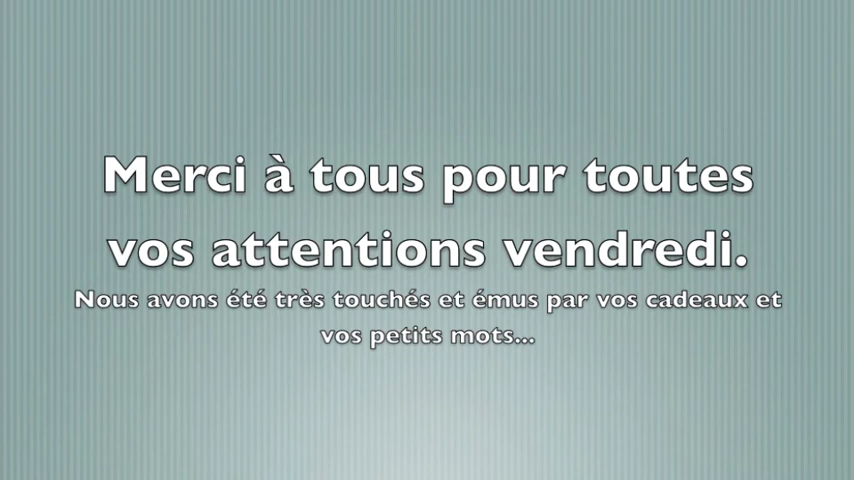 Merci à tous pour toutes
vos attentions vendredi.
Nous avons été très touchés et émus par vos cadeaux et
vos petits mots...